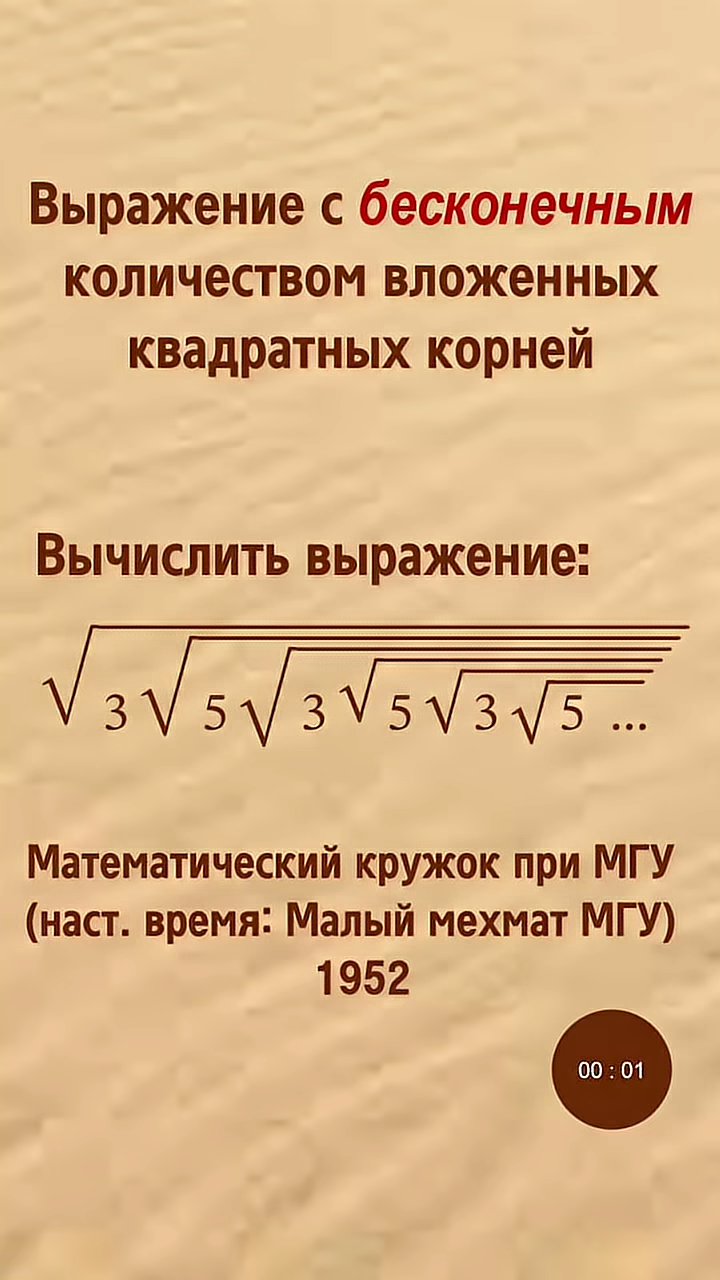 Выражение с бесконечным
количеством вложенных
квадратных корней
Вычислить выражение:
√3√5√3√5√3√5 ...
Математический кружок при МГУ
(наст. время: Малый мехмат МГУ)
1952
00 : 01